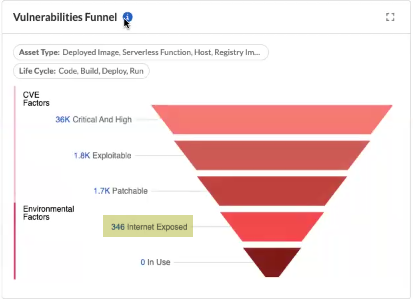 Vulnerabilities Funnel
Asset Type: Deployed Image, Serverless Function, Host, Registry Im...
Life Cycle: Code, Build, Deploy, Run
CVE
Factors
36K Critical And High
1.8K Exploitable
1.7K Patchable
Environmental
Factors
346 Internet Exposed
0 In Use